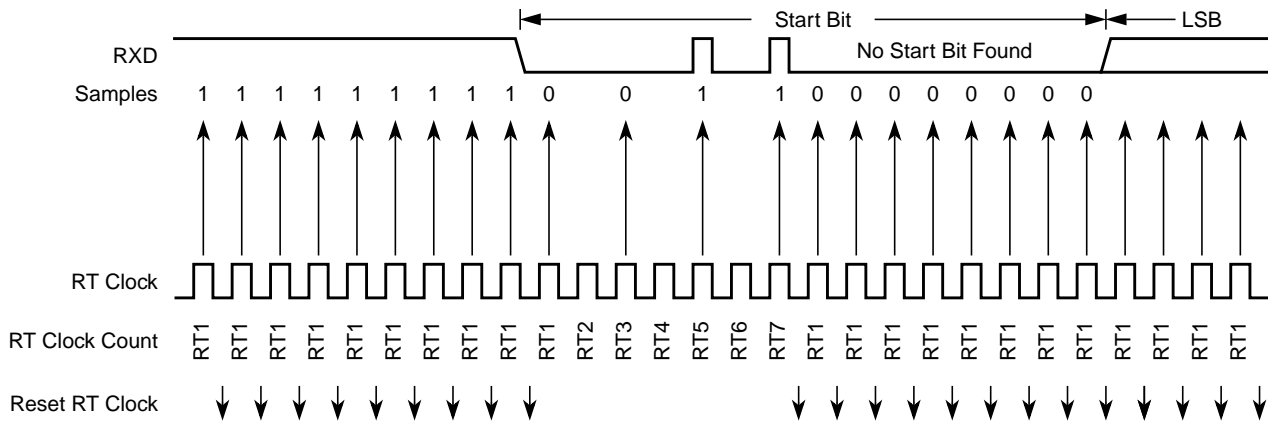 Start Bit LSB
RXD No Start Bit Found
Samples 1 1 1 1 1 1 1 1 1 0 0 1 1 0 0 0 0 0 0 0 0
RT Clock
RT Clock Count RT1 RT1 RT1 RT1 RT1 RT1 RT1 RT1 RT1 RT1 RT2 RT3 RT4 RT5 RT6 RT7 RT1 RT1 RT1 RT1 RT1 RT1 RT1 RT1 RT1 RT1 RT1 RT1
Reset RT Clock